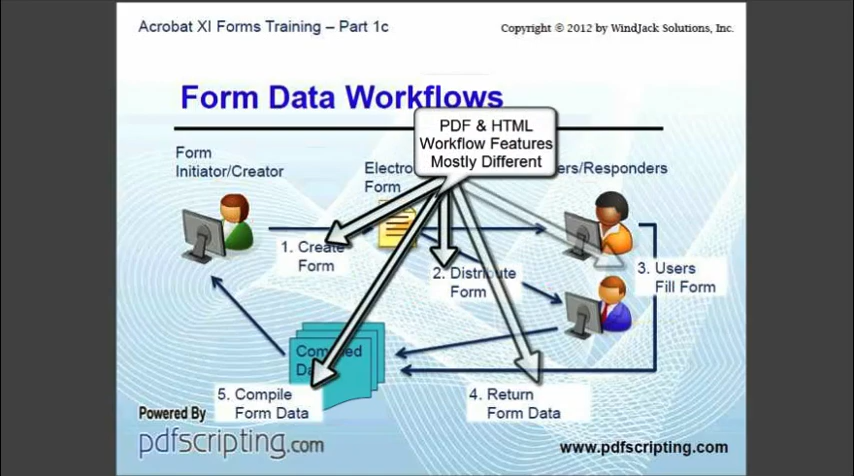 Acrobat XI Forms Training – Part 1c
Copyright © 2012 by WindJack Solutions, Inc.
Form Data Workflows
PDF & HTML
Workflow Features
Mostly Different
Form
Initiator/Creator
Form
/Responders
1. Create
Form
2. Distribute
Form
3. Users
Fill Form
4. Return
Form Data
5. Compile
Form Data
Powered By
pdfscripting.com
www.pdfscripting.com